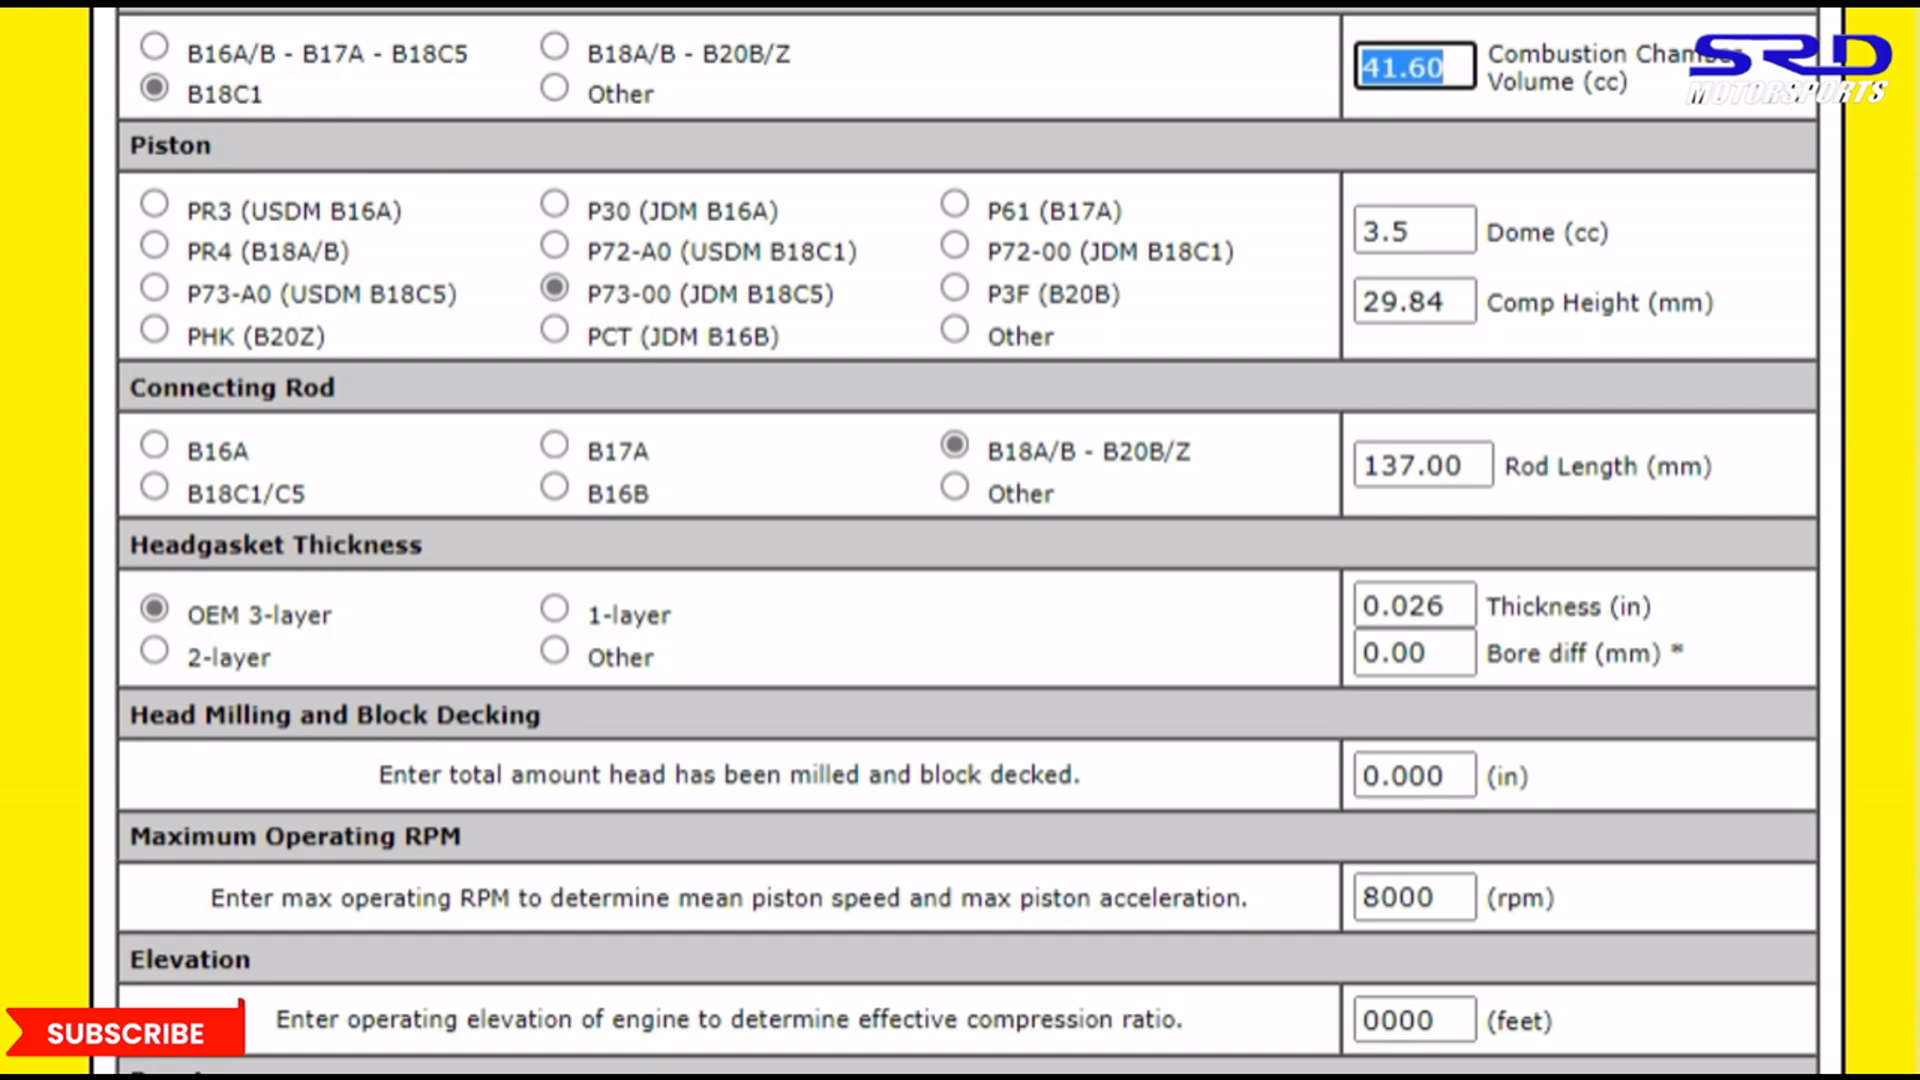 B16A/B - B17A - B18C5
B18A/B - B20B/Z
B18C1
Other
41.60
Combustion Chamber
Volume (cc)
SRD
MOTORSPORTS
Piston
PR3 (USDM B16A)
P30 (JDM B16A)
P61 (B17A)
PR4 (B18A/B)
P72-A0 (USDM B18C1)
P72-00 (JDM B18C1)
P73-A0 (USDM B18C5)
P73-00 (JDM B18C5)
P3F (B20B)
PHK (B20Z)
PCT (JDM B16B)
Other
3.5 Dome (cc)
29.84 Comp Height (mm)
Connecting Rod
B16A
B17A
B18A/B - B20B/Z
B18C1/C5
B16B
Other
137.00 Rod Length (mm)
Headgasket Thickness
OEM 3-layer
1-layer
2-layer
Other
0.026 Thickness (in)
0.00 Bore diff (mm) *
Head Milling and Block Decking
Enter total amount head has been milled and block decked.
0.000 (in)
Maximum Operating RPM
Enter max operating RPM to determine mean piston speed and max piston acceleration.
8000 (rpm)
Elevation
Enter operating elevation of engine to determine effective compression ratio.
0000 (feet)
SUBSCRIBE